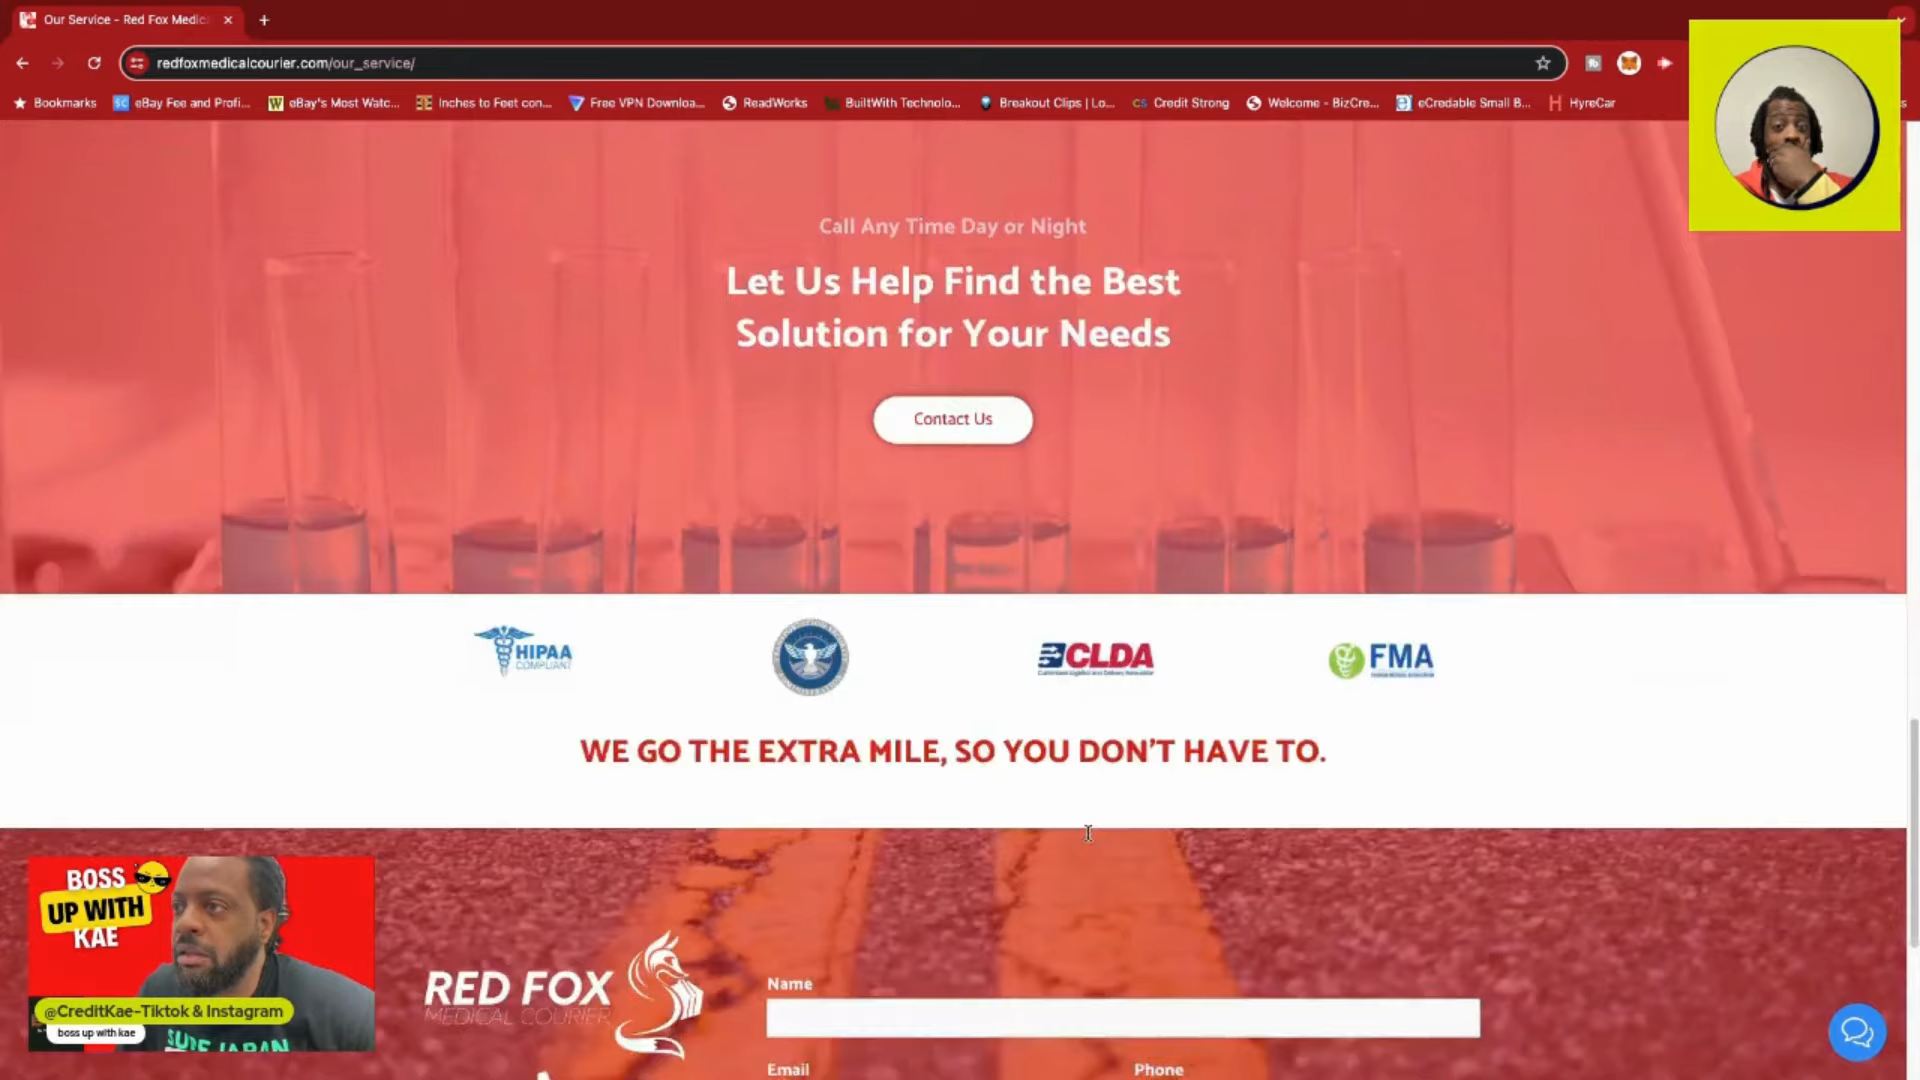 Our Service - Red Fox Medic
redfoxmedicalcourier.com/our_service/
Bookmarks
eBay Fee and Profi...
eBay's Most Watc...
Inches to Feet con...
Free VPN Downloa...
ReadWorks
BuiltWith Technolo...
Breakout Clips | Lo...
CS Credit Strong
Welcome - BizCre...
eCredable Small B...
HyreCar
Call Any Time Day or Night
Let Us Help Find the Best
Solution for Your Needs
Contact Us
HIPAA
COMPLIANT
CLDA
FMA
WE GO THE EXTRA MILE, SO YOU DON'T HAVE TO.
BOSS
UP WITH
KAE
@CreditKae-Tiktok & Instagram
boss up with kae
RED FOX
MEDICAL COURIER
Name
Email
Phone